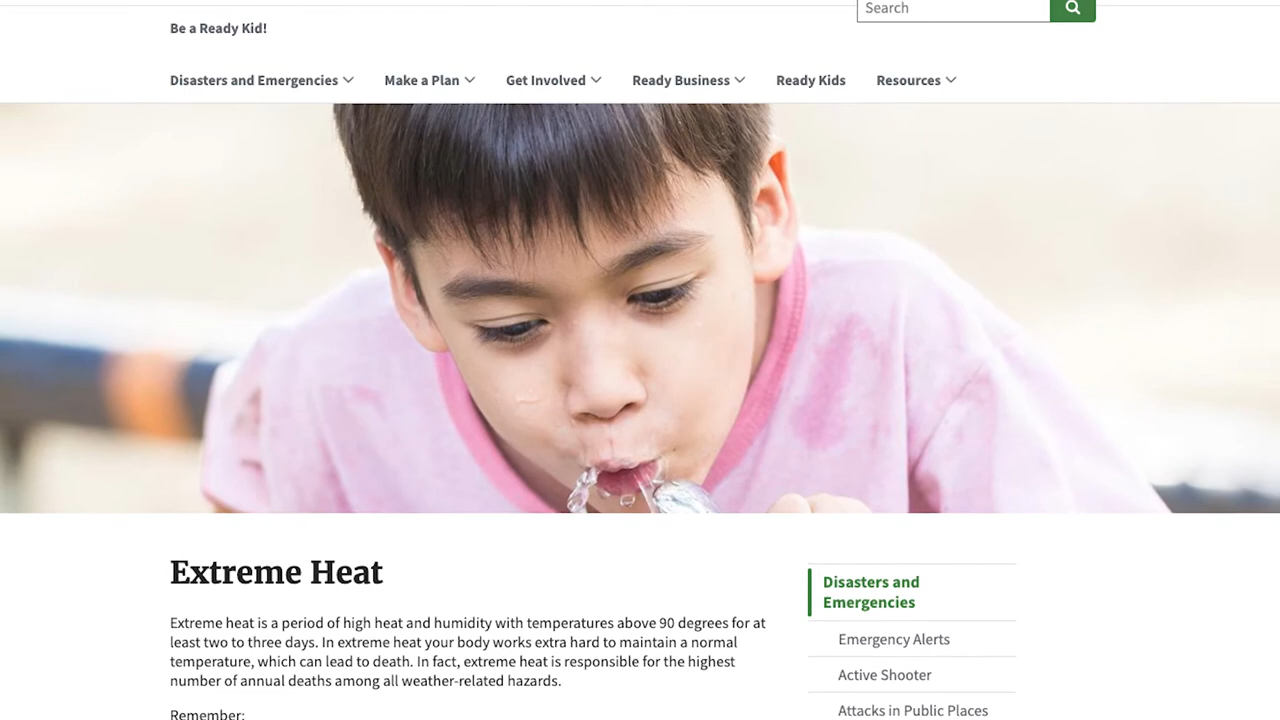 Search
Be a Ready Kid!
Disasters and Emergencies Make a Plan Get Involved Ready Business Ready Kids Resources
Extreme Heat
Extreme heat is a period of high heat and humidity with temperatures above 90 degrees for at
least two to three days. In extreme heat your body works extra hard to maintain a normal
temperature, which can lead to death. In fact, extreme heat is responsible for the highest
number of annual deaths among all weather-related hazards.
Remember:
Disasters and
Emergencies
Emergency Alerts
Active Shooter
Attacks in Public Places